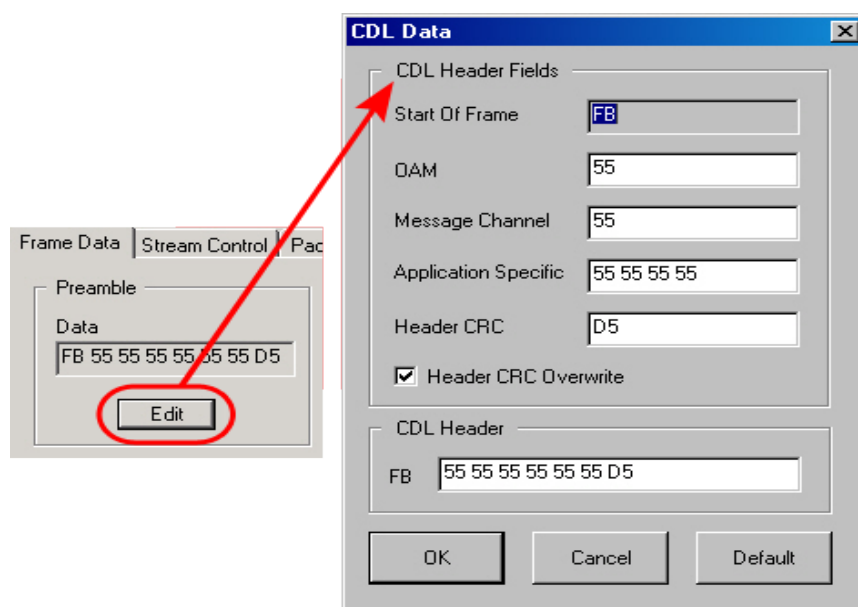 CDL Data
CDL Header Fields
Start Of Frame FB
OAM 55
Message Channel 55
Application Specific 55 55 55 55
Header CRC D5
Header CRC Overwrite
CDL Header
FB 55 55 55 55 55 55 D5
OK Cancel Default
Frame Data Stream Control Pac
Preamble
Data
FB 55 55 55 55 55 55 D5
Edit